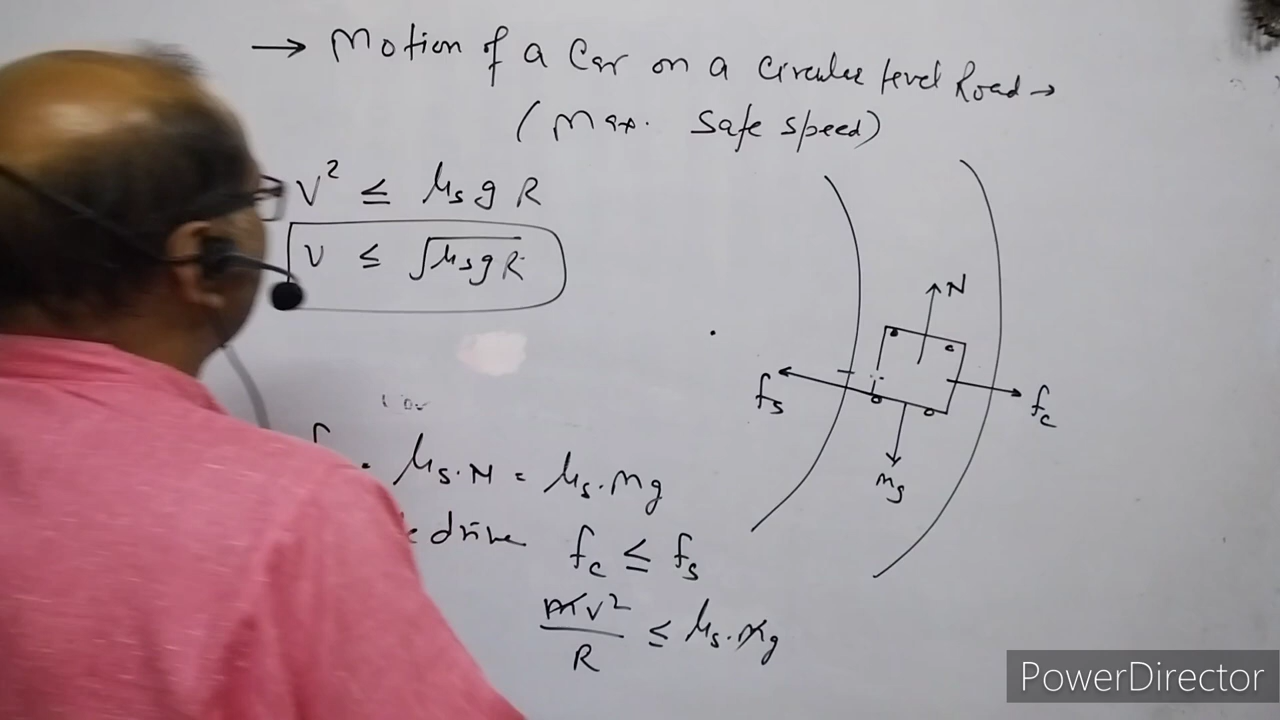 → Motion of a Car on a Circular level Road →
(Max. Safe speed)
V² ≤ μs g R
v ≤ √μsgR
N
fs
fc
mg
μs.N = μs.mg
drive fc ≤ fs
mv²/R ≤ μs.mg
PowerDirector